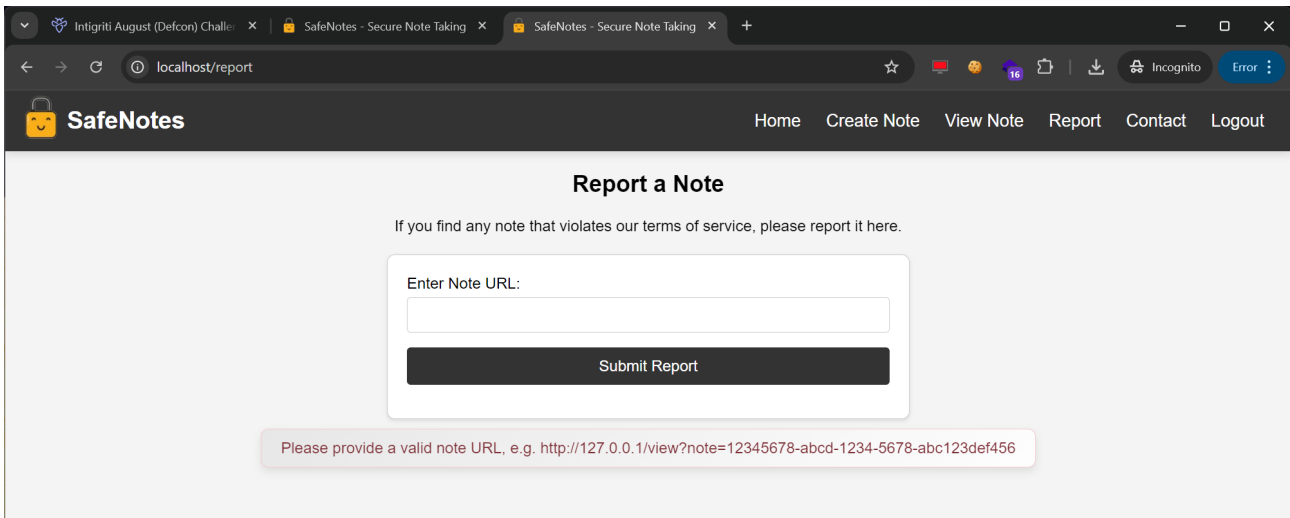 Intigriti August (Defcon) Challe
SafeNotes - Secure Note Taking
SafeNotes - Secure Note Taking
localhost/report
16
Incognito
Error
SafeNotes
Home
Create Note
View Note
Report
Contact
Logout
Report a Note
If you find any note that violates our terms of service, please report it here.
Enter Note URL:
Submit Report
Please provide a valid note URL, e.g. http://127.0.0.1/view?note=12345678-abcd-1234-5678-abc123def456